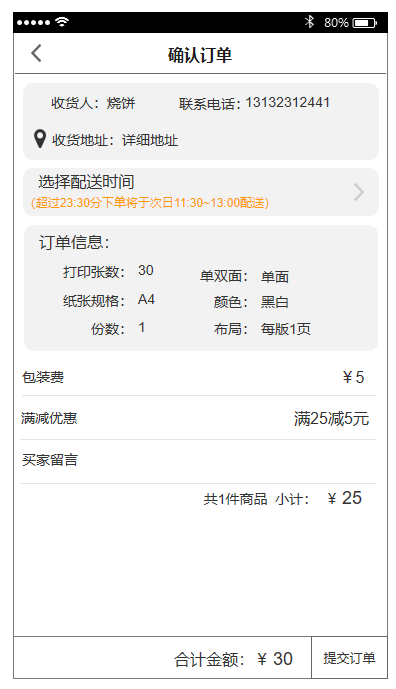 80%
确认订单
收货人：烧饼 联系电话：13132312441
收货地址：详细地址
选择配送时间
(超过23:30分下单将于次日11:30~13:00配送)
订单信息：
打印张数： 30 单双面： 单面
纸张规格： A4 颜色： 黑白
份数： 1 布局： 每版1页
包装费 ￥5
满减优惠 满25减5元
买家留言
共1件商品 小计： ￥ 25
合计金额：￥ 30 提交订单